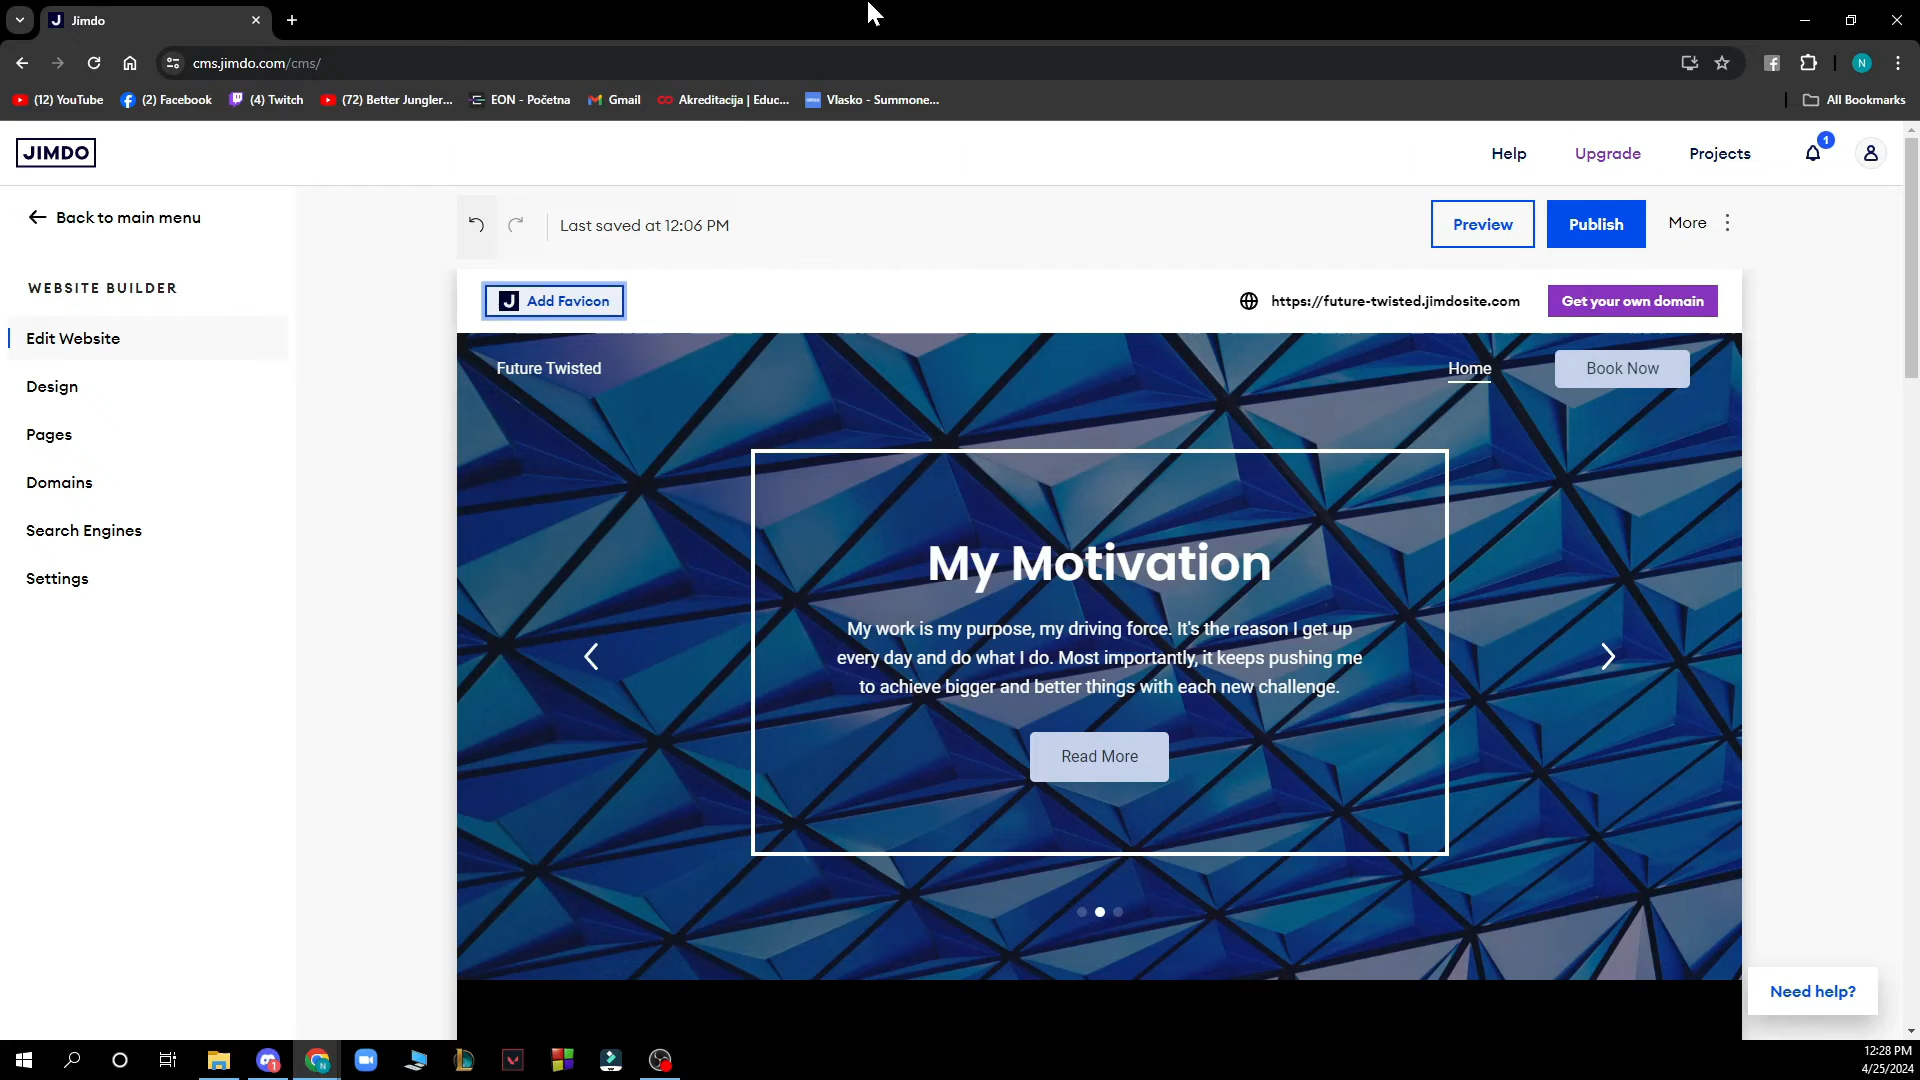 Jimdo
cms.jimdo.com/cms/
(12) YouTube
(2) Facebook
(4) Twitch
(72) Better Jungler...
EON - Početna
Gmail
Akreditacija | Educ...
Vlasko - Summone...
All Bookmarks
JIMDO
Help
Upgrade
Projects
1
Back to main menu
Last saved at 12:06 PM
Preview
Publish
More
WEBSITE BUILDER
Edit Website
Design
Pages
Domains
Search Engines
Settings
J Add Favicon
https://future-twisted.jimdosite.com
Get your own domain
Future Twisted
Home
Book Now
My Motivation
My work is my purpose, my driving force. It's the reason I get up
every day and do what I do. Most importantly, it keeps pushing me
to achieve bigger and better things with each new challenge.
Read More
Need help?
12:28 PM
4/25/2024